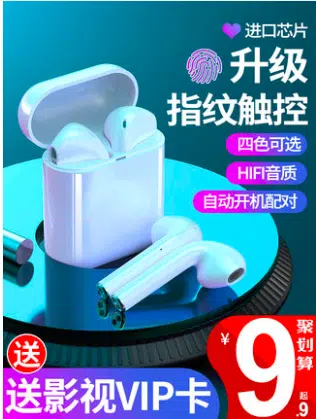 进口芯片
升级
指纹触控
四色可选
HIFI音质
自动开机配对
送
送影视VIP卡
聚划算
¥9.9起